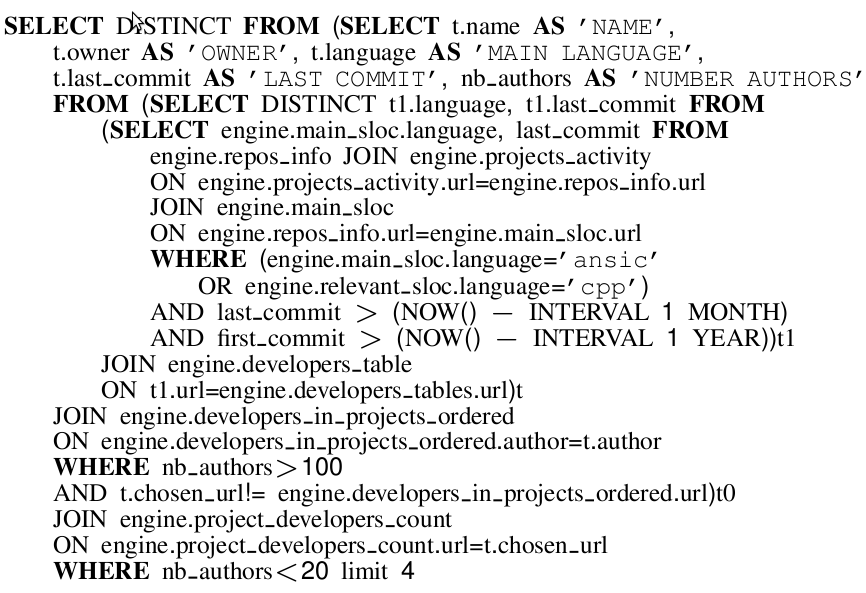 SELECT DISTINCT FROM (SELECT t.name AS 'NAME',
t.owner AS 'OWNER', t.language AS 'MAIN LANGUAGE',
t.last_commit AS 'LAST COMMIT', nb_authors AS 'NUMBER AUTHORS'
FROM (SELECT DISTINCT t1.language, t1.last_commit FROM
(SELECT engine.main_sloc.language, last_commit FROM
engine.repos_info JOIN engine.projects_activity
ON engine.projects_activity.url=engine.repos_info.url
JOIN engine.main_sloc
ON engine.repos_info.url=engine.main_sloc.url
WHERE (engine.main_sloc.language='ansic'
OR engine.relevant_sloc.language='cpp')
AND last_commit > (NOW() − INTERVAL 1 MONTH)
AND first_commit > (NOW() − INTERVAL 1 YEAR))t1
JOIN engine.developers_table
ON t1.url=engine.developers_tables.url)t
JOIN engine.developers_in_projects_ordered
ON engine.developers_in_projects_ordered.author=t.author
WHERE nb_authors>100
AND t.chosen_url!= engine.developers_in_projects_ordered.url)t0
JOIN engine.project_developers_count
ON engine.project_developers_count.url=t.chosen_url
WHERE nb_authors<20 limit 4